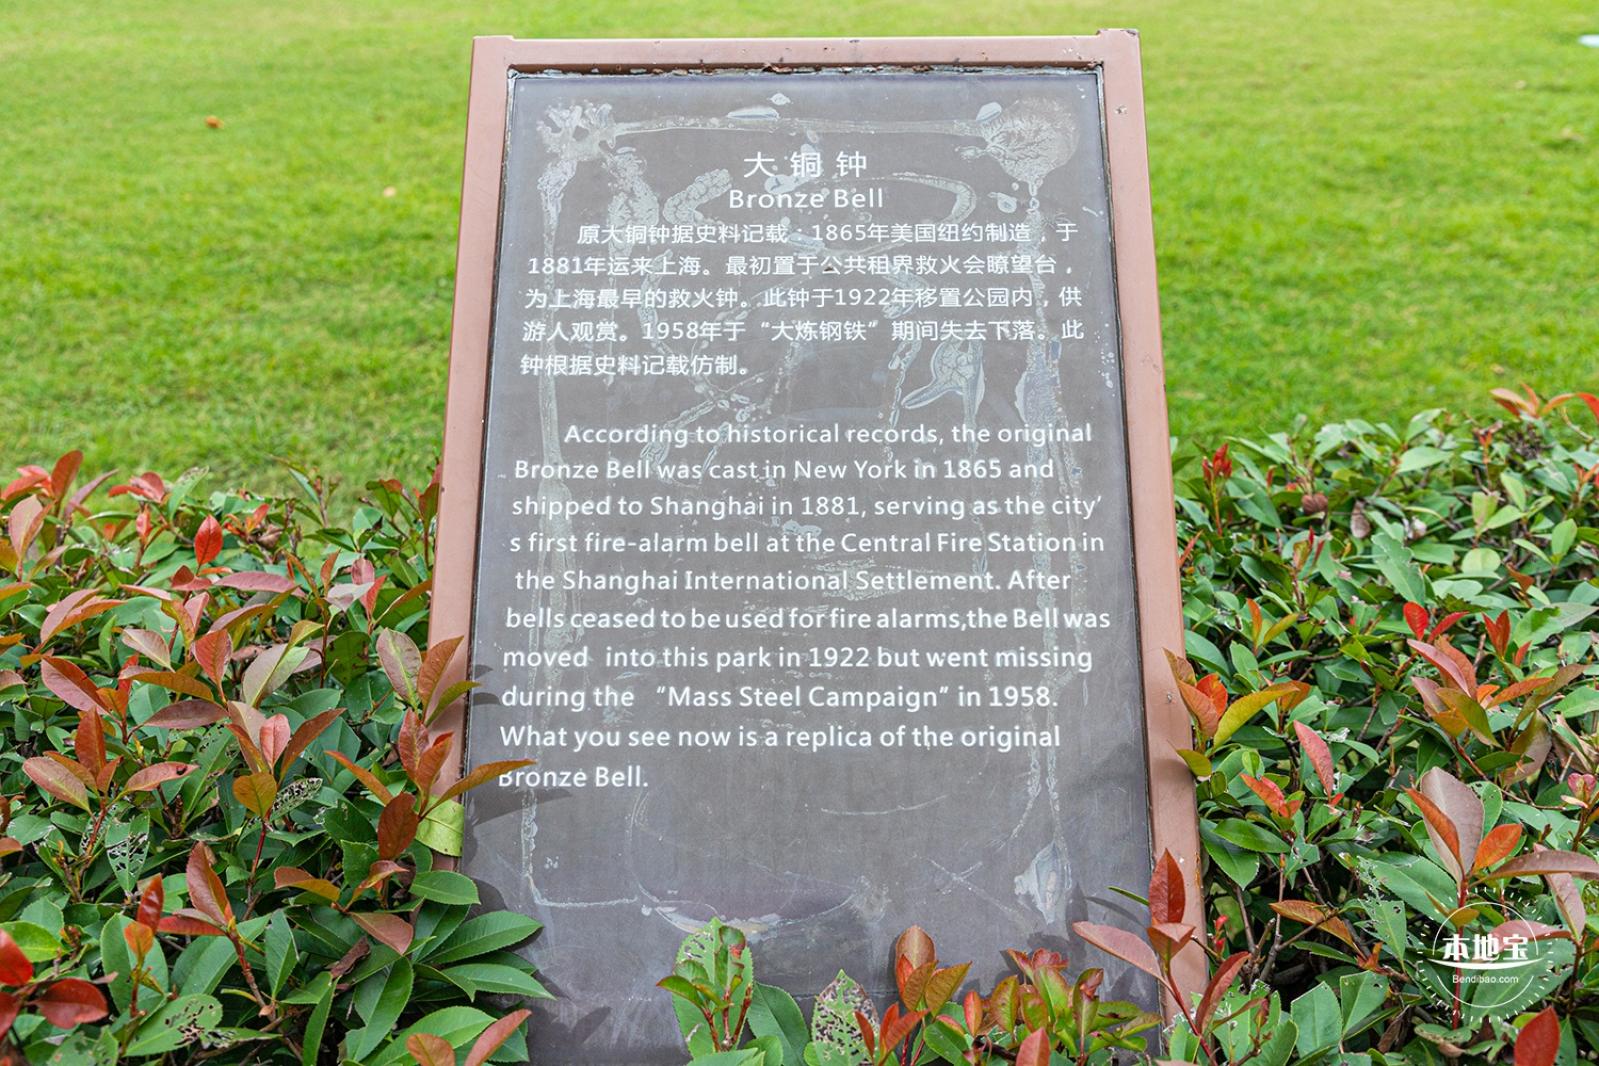 大铜钟
Bronze Bell
原大铜钟据史料记载：1865年美国纽约制造，于
1881年运来上海。最初置于公共租界救火会瞭望台，
为上海最早的救火钟。此钟于1922年移置公园内，供
游人观赏。1958年于“大炼钢铁”期间失去下落。此
钟根据史料记载仿制。
According to historical records, the original
Bronze Bell was cast in New York in 1865 and
shipped to Shanghai in 1881, serving as the city’
s first fire-alarm bell at the Central Fire Station in
the Shanghai International Settlement. After
bells ceased to be used for fire alarms,the Bell was
moved into this park in 1922 but went missing
during the “Mass Steel Campaign” in 1958.
What you see now is a replica of the original
Bronze Bell.
本地宝
Bendibao.com